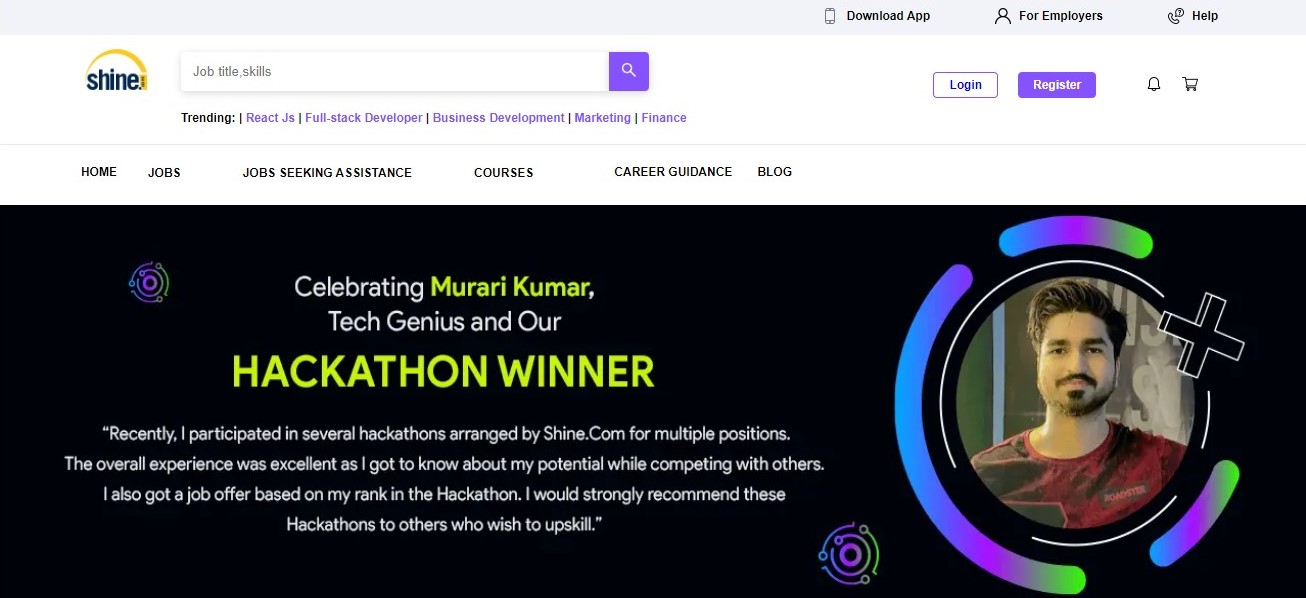 Download App For Employers Help
shine.
Job title,skills
Login Register
Trending: | React Js | Full-stack Developer | Business Development | Marketing | Finance
HOME JOBS JOBS SEEKING ASSISTANCE COURSES CAREER GUIDANCE BLOG
Celebrating Murari Kumar,
Tech Genius and Our
HACKATHON WINNER
“Recently, I participated in several hackathons arranged by Shine.Com for multiple positions.
The overall experience was excellent as I got to know about my potential while competing with others.
I also got a job offer based on my rank in the Hackathon. I would strongly recommend these
Hackathons to others who wish to upskill.”
ROADSTER